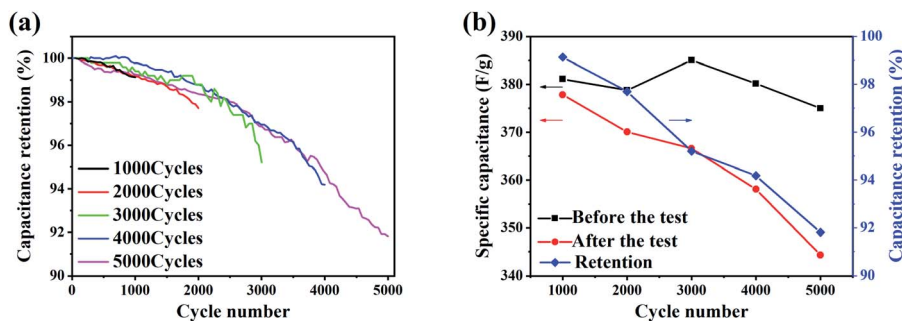 (a)
Capacitance retention (%)
100
98
96
94
92
90
1000Cycles
2000Cycles
3000Cycles
4000Cycles
5000Cycles
0 1000 2000 3000 4000 5000
Cycle number
(b)
Specific capacitance (F/g)
390
380
370
360
350
340
Before the test
After the test
Retention
1000 2000 3000 4000 5000
Cycle number
100
98
96
94
92
90
Capacitance retention (%)